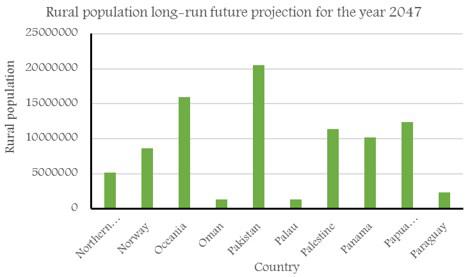 Rural population long-run future projection for the year 2047
25000000
20000000
15000000
10000000
5000000
0
Rural population
Northern...
Norway
Oceania
Oman
Pakistan
Palau
Palestine
Panama
Papua...
Paraguay
Country